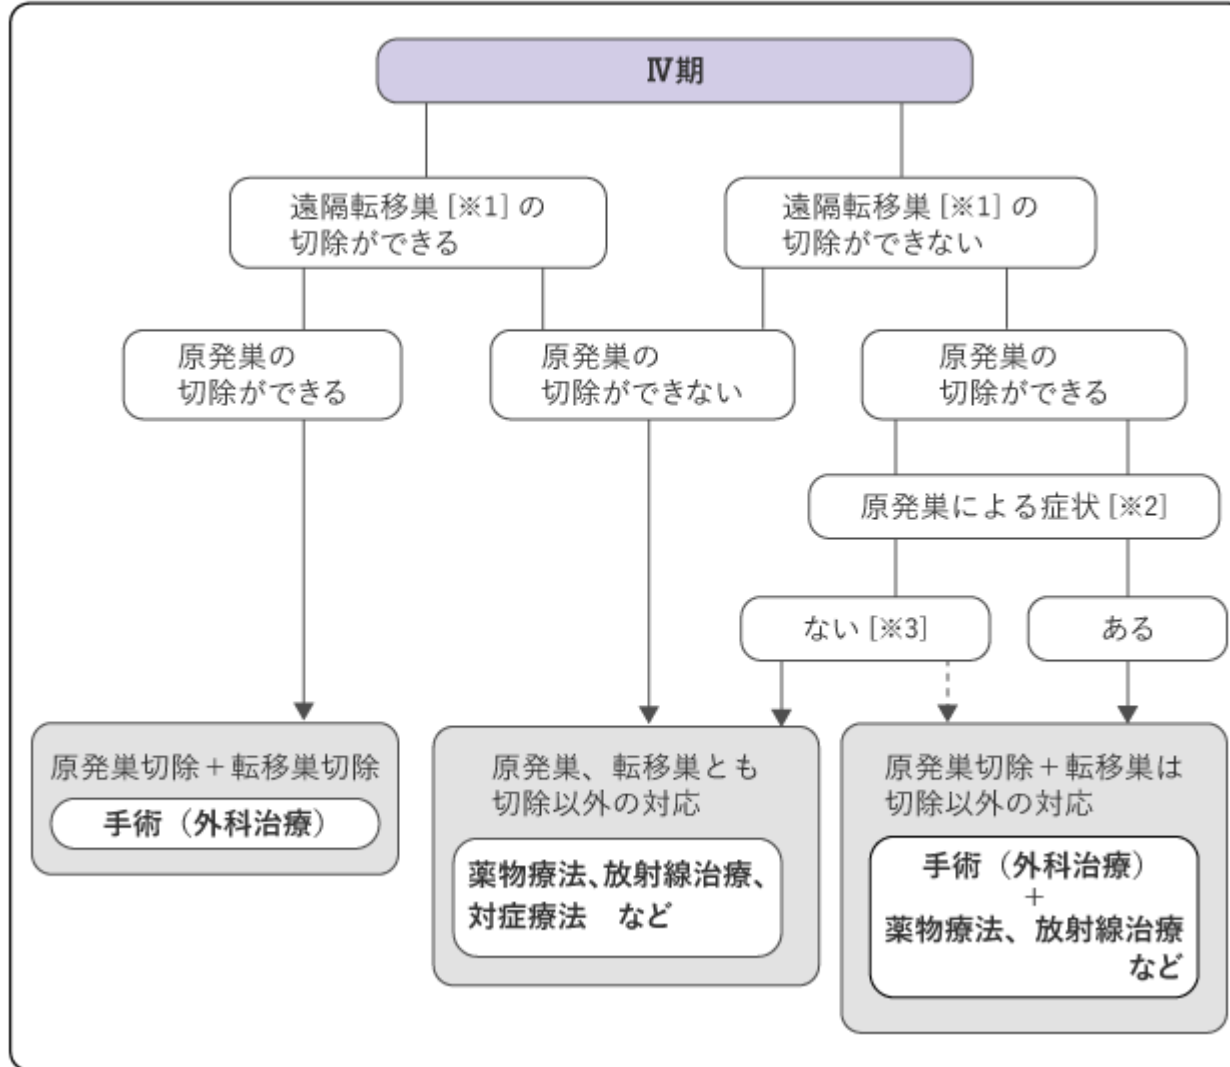 Ⅳ期
遠隔転移巣 [※1] の
切除ができる
遠隔転移巣 [※1] の
切除ができない
原発巣の
切除ができる
原発巣の
切除ができない
原発巣の
切除ができる
原発巣による症状 [※2]
ない [※3]
ある
原発巣切除＋転移巣切除
手術（外科治療）
原発巣、転移巣とも
切除以外の対応
薬物療法、放射線治療、
対症療法　など
原発巣切除＋転移巣は
切除以外の対応
手術（外科治療）
＋
薬物療法、放射線治療
など